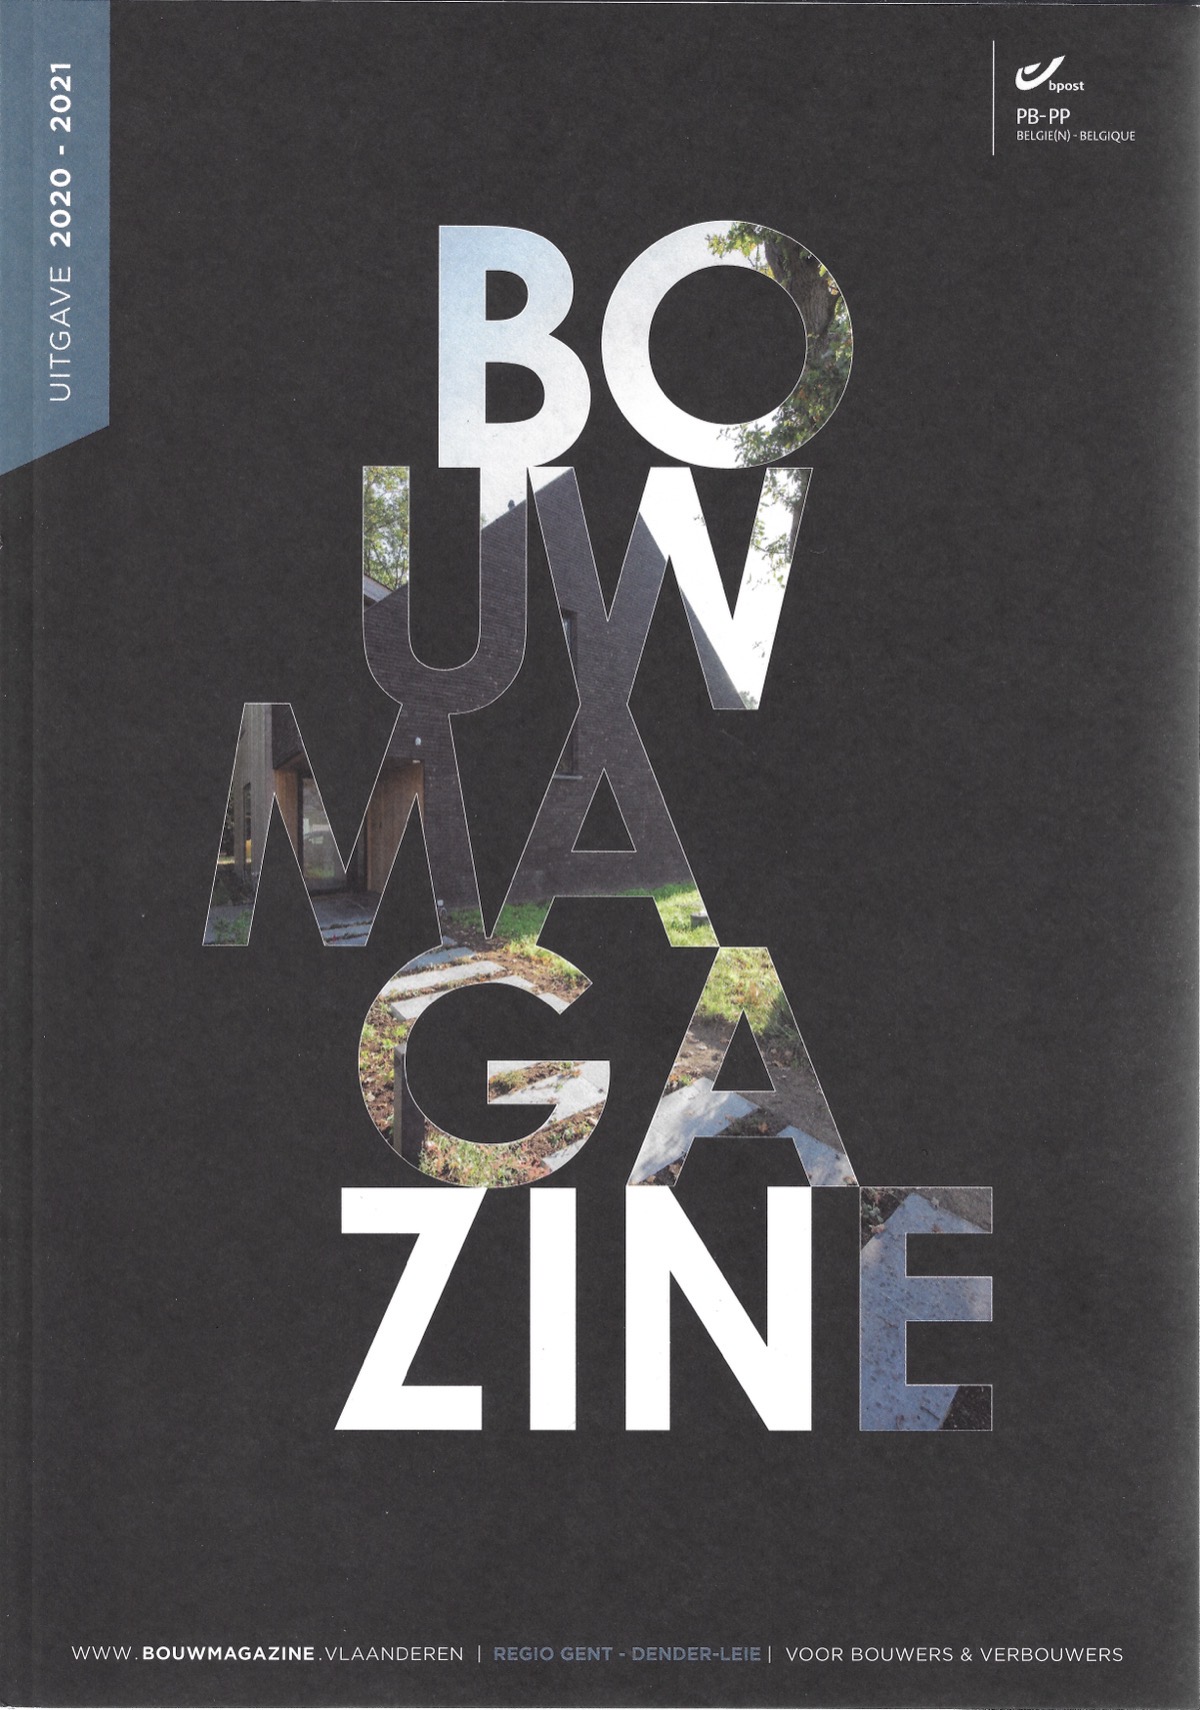 UITGAVE 2020 - 2021
bpost
PB-PP
BELGIE(N) - BELGIQUE
BO
UW
MA
GA
ZINE
WWW.BOUWMAGAZINE.VLAANDEREN | REGIO GENT - DENDER-LEIE | VOOR BOUWERS & VERBOUWERS